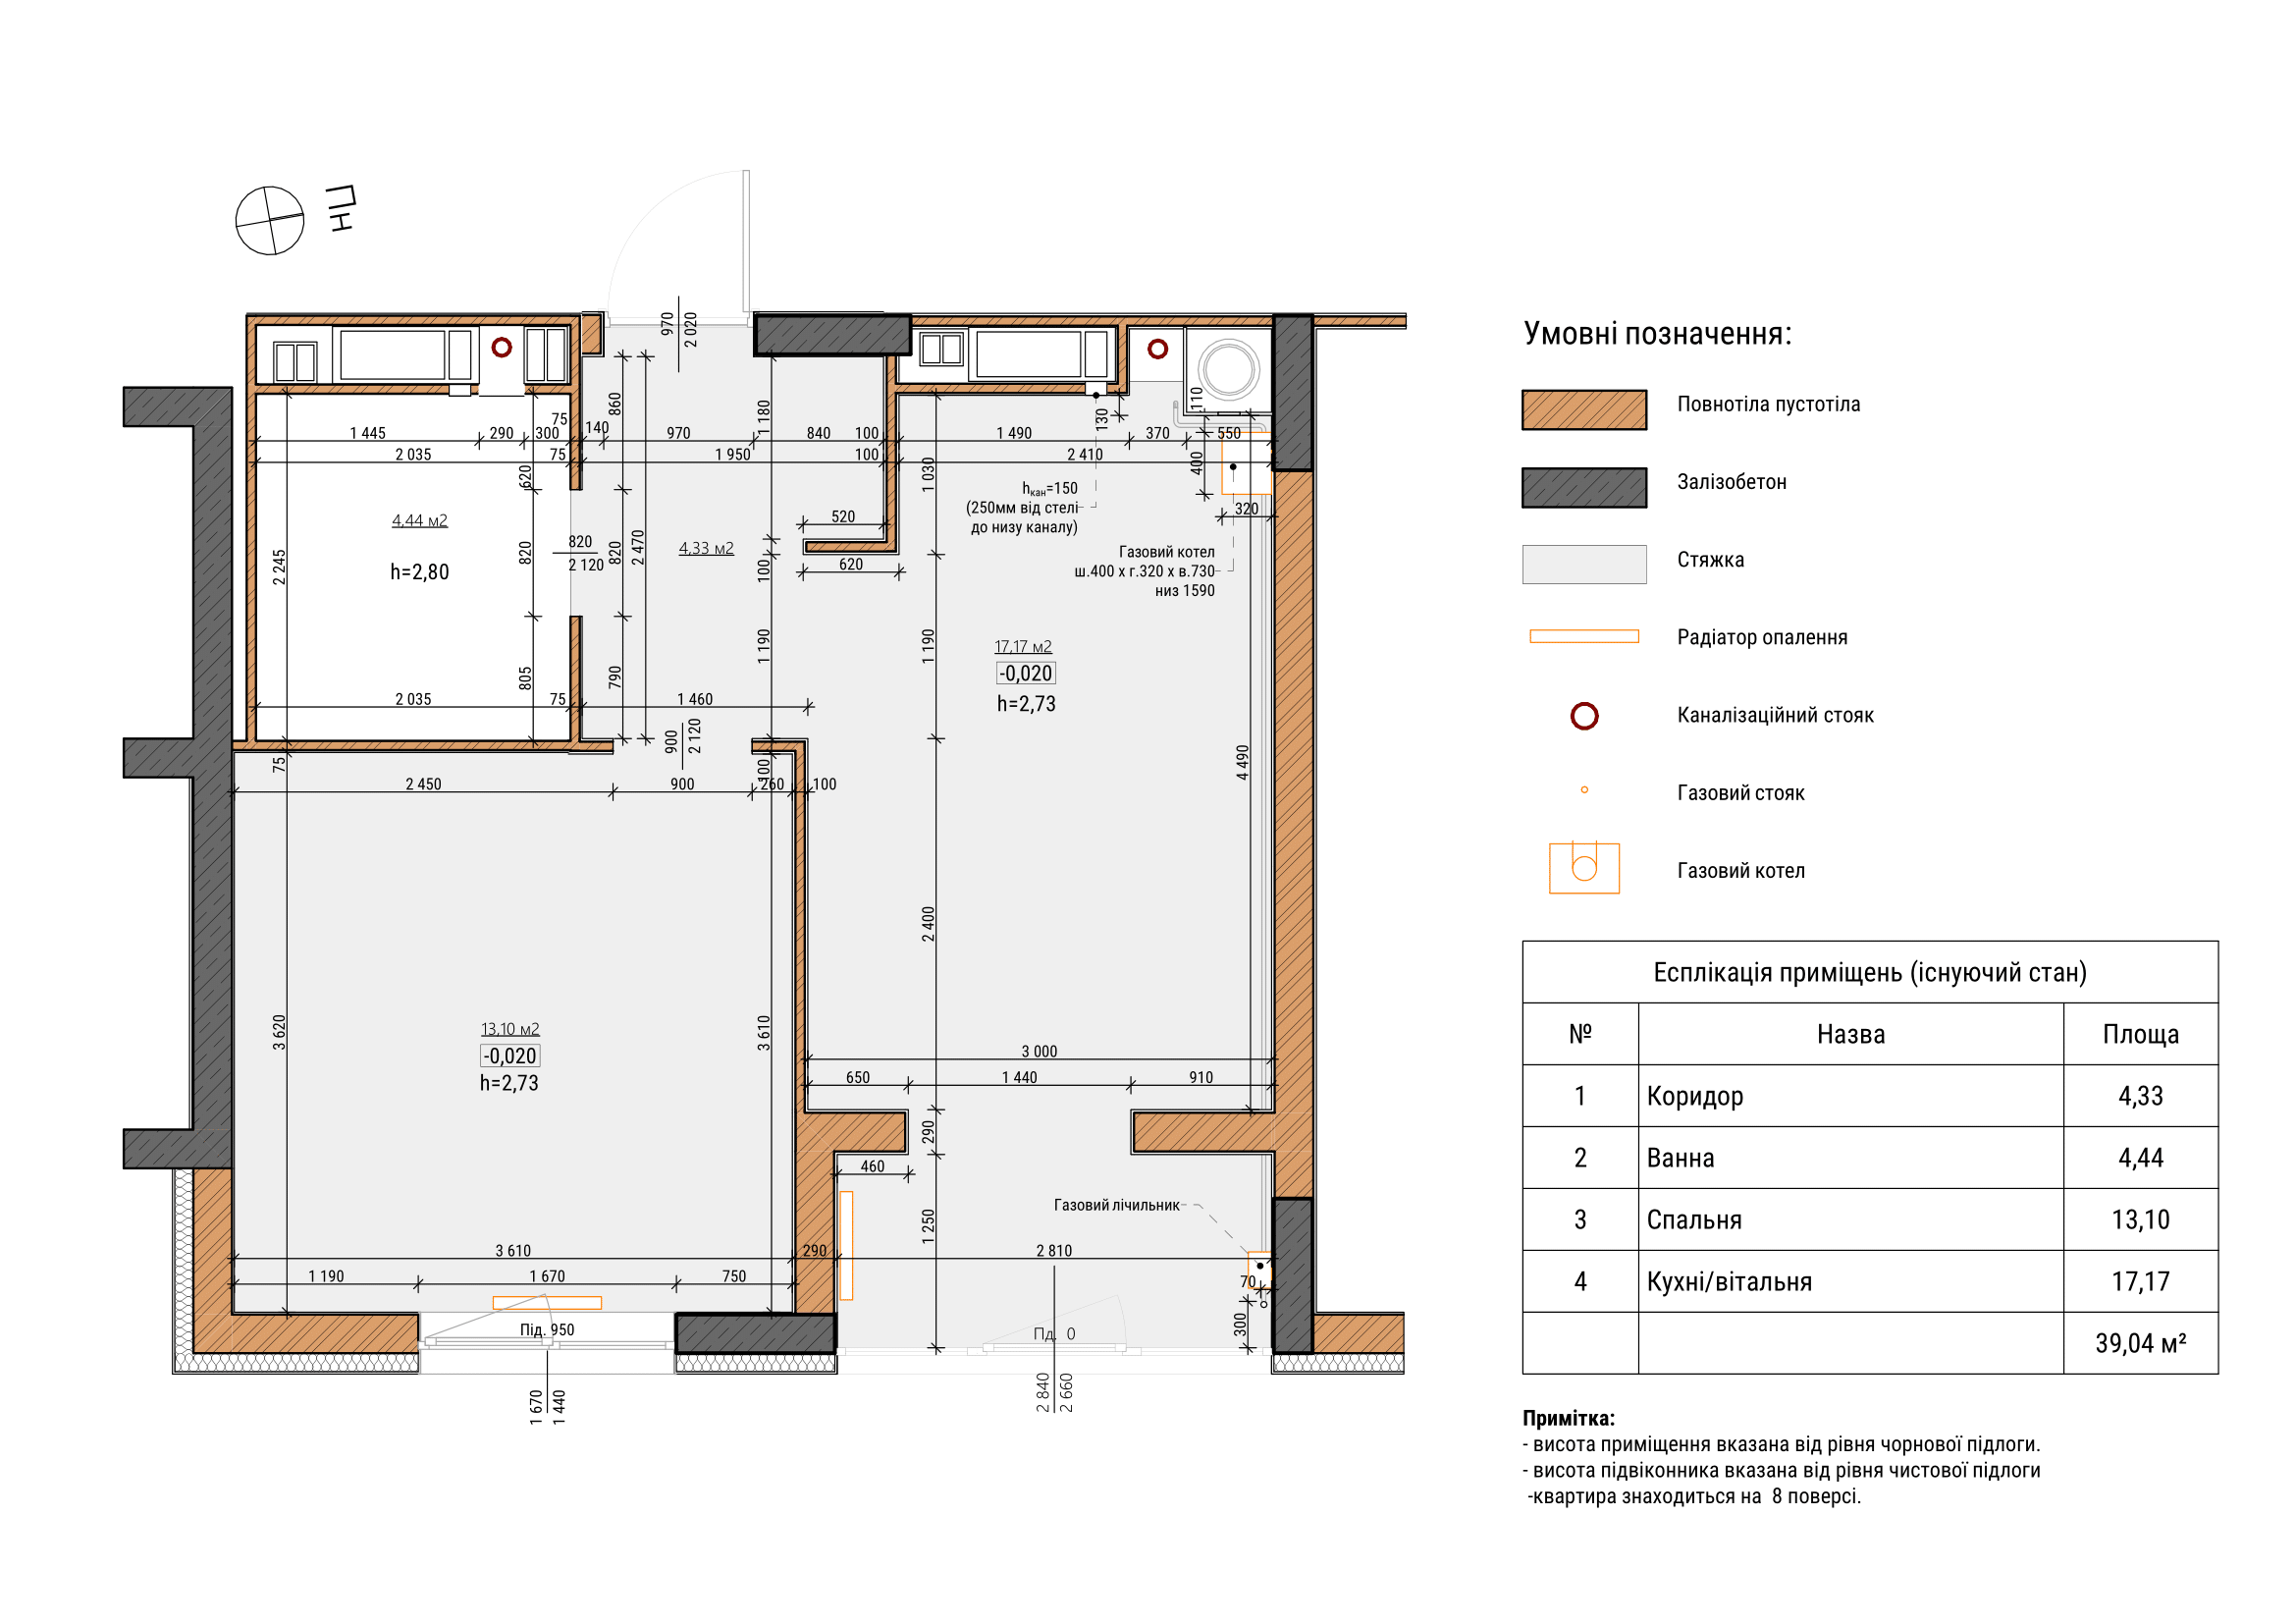 ПН
970
2 020
75
140
860
1 180
1 445
290
300
970
840
100
1 490
130
370
110
550
2 035
75
1 950
100
2 410
620
1 030
400
hкан=150
(250мм від стелі
до низу каналу)
320
520
4,44 м2
h=2,80
2 245
820
820
2 120
820
2 470
4,33 м2
100
620
Газовий котел
ш.400 х г.320 х в.730
низ 1590
17,17 м2
-0,020
h=2,73
1 190
1 190
805
790
2 035
75
1 460
900
2 120
4 490
75
100
2 450
900
260
100
2 400
3 620
3 610
13,10 м2
-0,020
h=2,73
3 000
650
1 440
910
290
460
Газовий лічильник
1 250
3 610
290
2 810
1 190
1 670
750
70
300
Під. 950
Пд. 0
1 670
1 440
2 840
2 660
Умовні позначення:
Повнотіла пустотіла
Залізобетон
Стяжка
Радіатор опалення
Каналізаційний стояк
Газовий стояк
Газовий котел
Есплікація приміщень (існуючий стан)
№ Назва Площа
1 Коридор 4,33
2 Ванна 4,44
3 Спальня 13,10
4 Кухні/вітальня 17,17
39,04 м²
Примітка:
- висота приміщення вказана від рівня чорнової підлоги.
- висота підвіконника вказана від рівня чистової підлоги
-квартира знаходиться на 8 поверсі.